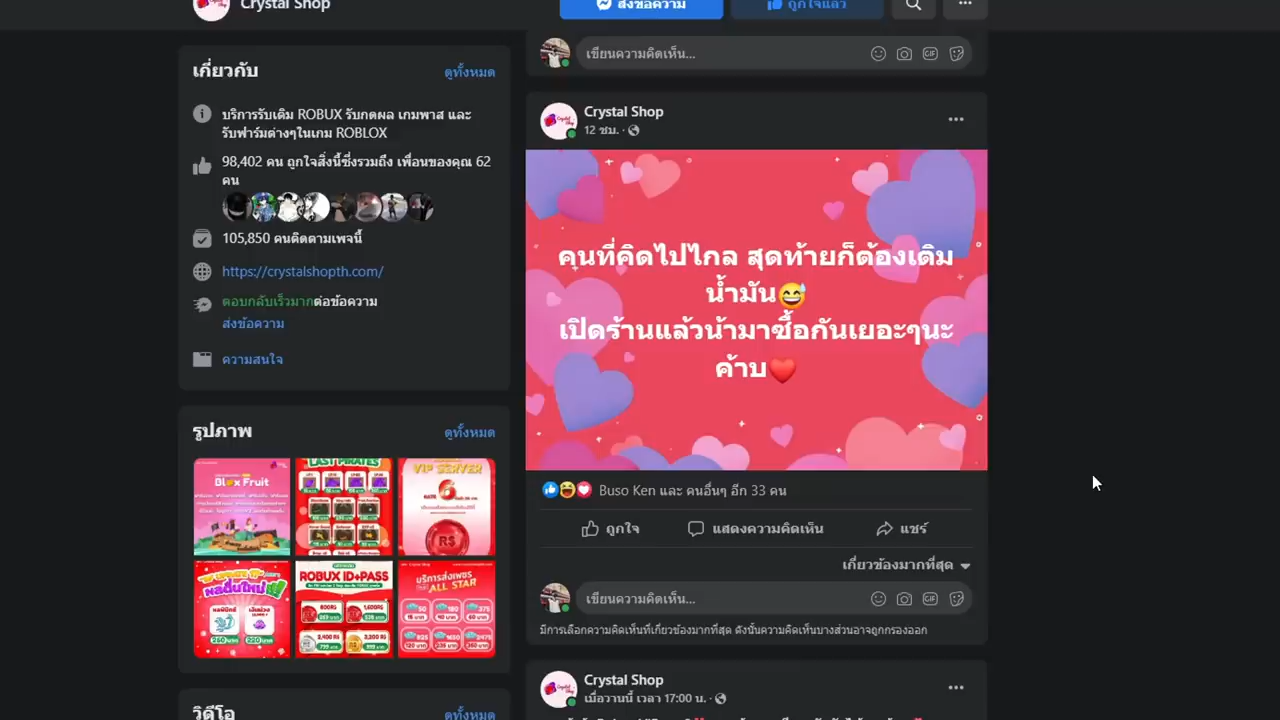 Crystal Shop
ส่งข้อความ
ถูกใจแล้ว
เกี่ยวกับ
ดูทั้งหมด
บริการรับเติม ROBUX รับกดผล เกมพาส และ
รับฟาร์มต่างๆในเกม ROBLOX
98,402 คน ถูกใจสิ่งนี้ซึ่งรวมถึง เพื่อนของคุณ 62
คน
105,850 คนติดตามเพจนี้
https://crystalshopth.com/
ตอบกลับเร็วมากต่อข้อความ
ส่งข้อความ
ความสนใจ
รูปภาพ
ดูทั้งหมด
Blox Fruit
LAST PIRATES
VIP SERVER
R$
ROBUX ID+PASS
บริการส่งเพชร
ALL STAR
วิดีโอ
ดูทั้งหมด
เขียนความคิดเห็น...
GIF
Crystal Shop
12 ชม. ·
คนที่คิดไปไกล สุดท้ายก็ต้องเติม
น้ำมัน😅
เปิดร้านแล้วน้ามาซื้อกันเยอะๆนะ
ค้าบ❤️
Buso Ken และ คนอื่นๆ อีก 33 คน
ถูกใจ
แสดงความคิดเห็น
แชร์
เกี่ยวข้องมากที่สุด
เขียนความคิดเห็น...
GIF
มีการเลือกความคิดเห็นที่เกี่ยวข้องมากที่สุด ดังนั้นความคิดเห็นบางส่วนอาจถูกกรองออก
Crystal Shop
เมื่อวานนี้ เวลา 17:00 น. ·